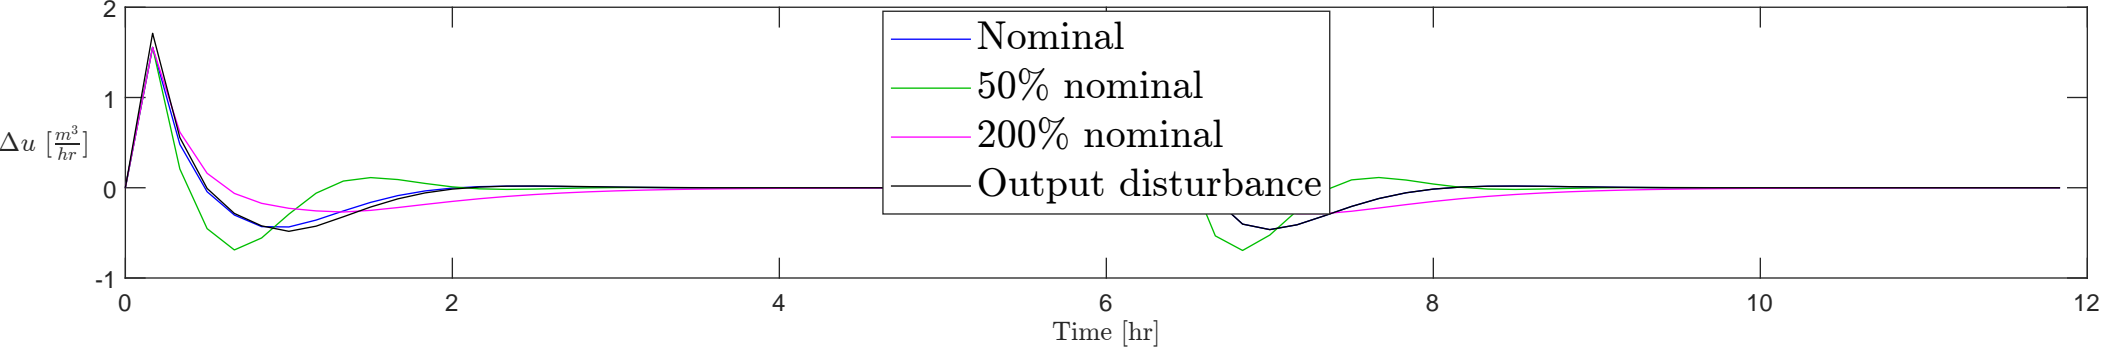 2
1
0
-1
Δu [m³/hr]
Nominal
50% nominal
200% nominal
Output disturbance
0 2 4 6 8 10 12
Time [hr]